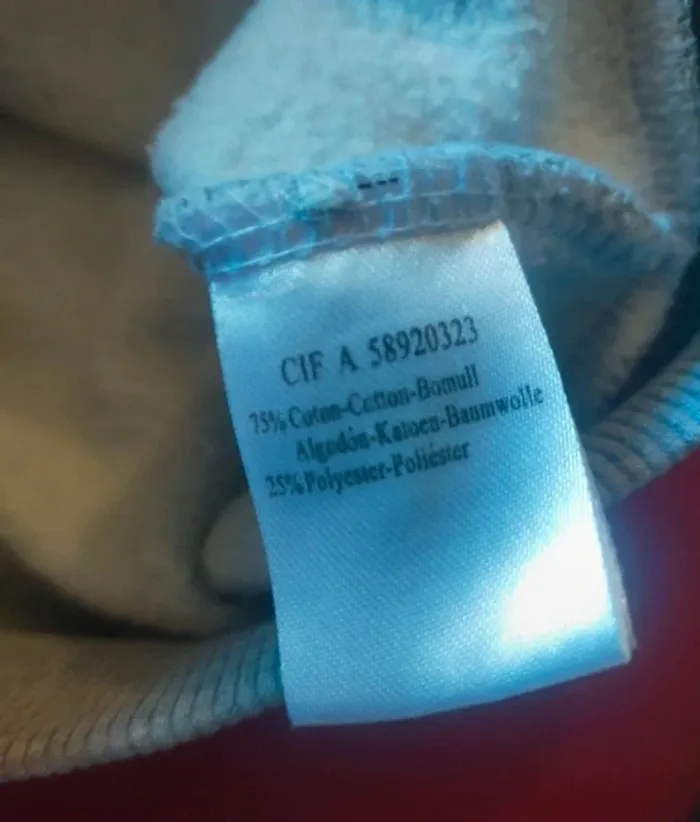 CIF A 58920323
75% Coton-Cotton-Bomull
Algodón-Katoen-Baumwolle
25% Polyester-Poliéster